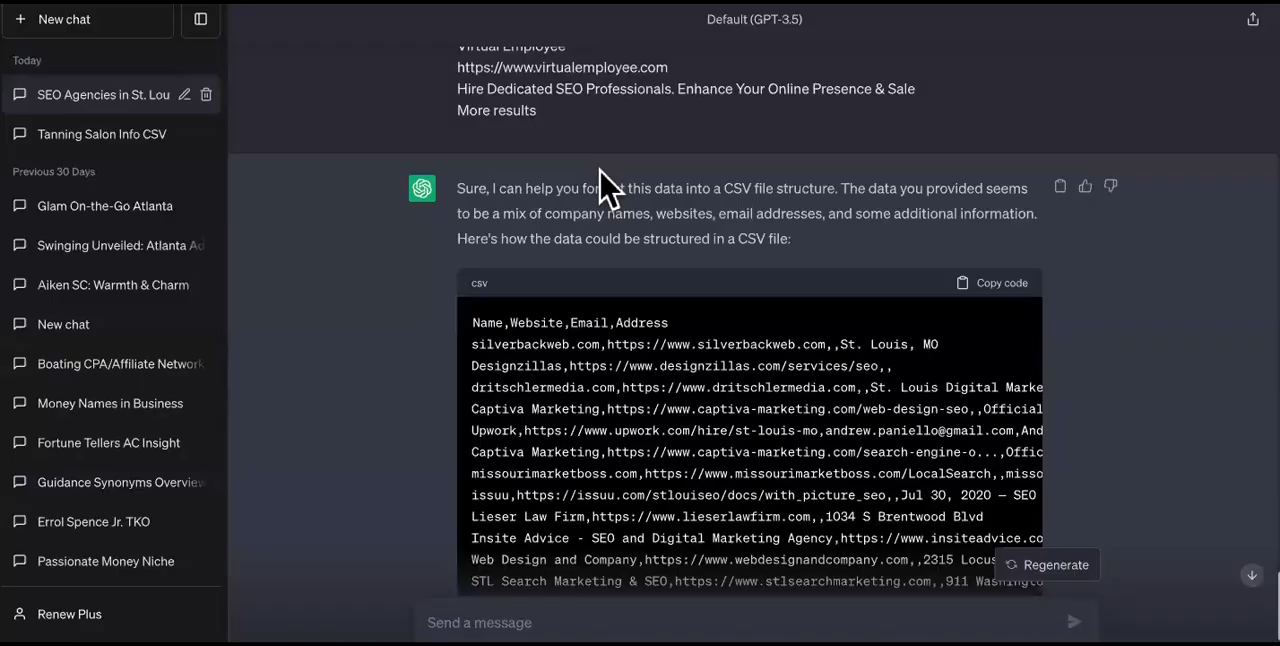 New chat
Default (GPT-3.5)
Today
SEO Agencies in St. Lou
Tanning Salon Info CSV
Previous 30 Days
Glam On-the-Go Atlanta
Swinging Unveiled: Atlanta Ad
Aiken SC: Warmth & Charm
New chat
Boating CPA/Affiliate Network
Money Names in Business
Fortune Tellers AC Insight
Guidance Synonyms Overview
Errol Spence Jr. TKO
Passionate Money Niche
Renew Plus
Virtual Employee
https://www.virtualemployee.com
Hire Dedicated SEO Professionals. Enhance Your Online Presence & Sale
More results
Sure, I can help you for t this data into a CSV file structure. The data you provided seems
to be a mix of company names, websites, email addresses, and some additional information.
Here's how the data could be structured in a CSV file:
csv
Copy code
Name,Website,Email,Address
silverbackweb.com,https://www.silverbackweb.com,,St. Louis, MO
Designzillas,https://www.designzillas.com/services/seo,,
dritschlermedia.com,https://www.dritschlermedia.com,,St. Louis Digital Marke
Captiva Marketing,https://www.captiva-marketing.com/web-design-seo,,Official
Upwork,https://www.upwork.com/hire/st-louis-mo,andrew.paniello@gmail.com,And
Captiva Marketing,https://www.captiva-marketing.com/search-engine-o...,,Offic
missourimarketboss.com,https://www.missourimarketboss.com/LocalSearch,,misso
issuu,https://issuu.com/stlouiseo/docs/with_picture_seo,,Jul 30, 2020 — SEO
Lieser Law Firm,https://www.lieserlawfirm.com,,1034 S Brentwood Blvd
Insite Advice - SEO and Digital Marketing Agency,https://www.insiteadvice.co
Web Design and Company,https://www.webdesignandcompany.com,,2315 Locus
STL Search Marketing & SEO,https://www.stlsearchmarketing.com,,911 Washingto
Regenerate
Send a message